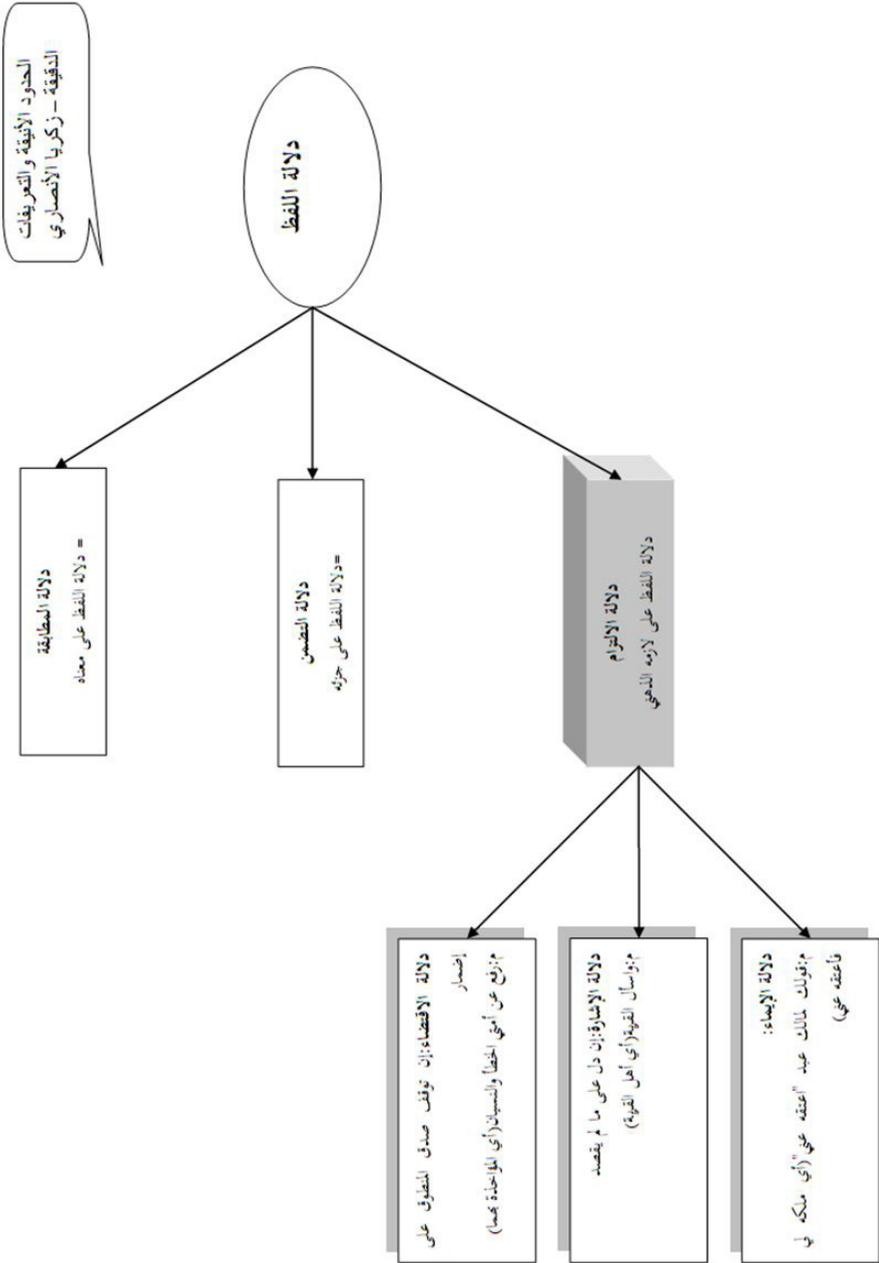 الحدود الأنيقة والتعريفات
الدقيقة – زكريا الأنصاري
دلالة اللفظ
دلالة المطابقة
= دلالة اللفظ على معناه
دلالة التضمن
=دلالة اللفظ على جزئه
دلالة الالتزام
دلالة اللفظ على لازمه الذهني
دلالة الاقتضاء:إن توقف صدق المنطوق على
إضمار
م:رفع عن أمتي الخطأ والنسيان(أي المؤاخذة بهما)
دلالة الإشارة:إن دل على ما لم يقصد
م:واسأل القرية(أي أهل القرية)
دلالة الإيماء:
م:قولك لمالك عبد "اعتقه عني"(أي ملكه لي
فأعتقه عني)